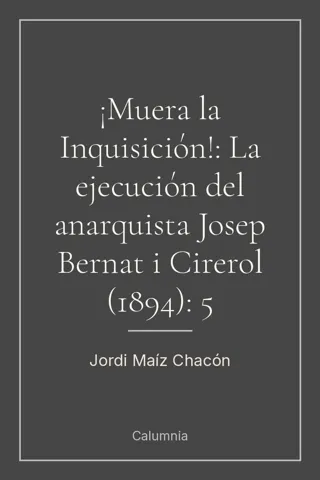 ¡Muera la
Inquisición!: La
ejecución del
anarquista Josep
Bernat i Cirerol
(1894): 5
Jordi Maíz Chacón
Calumnia